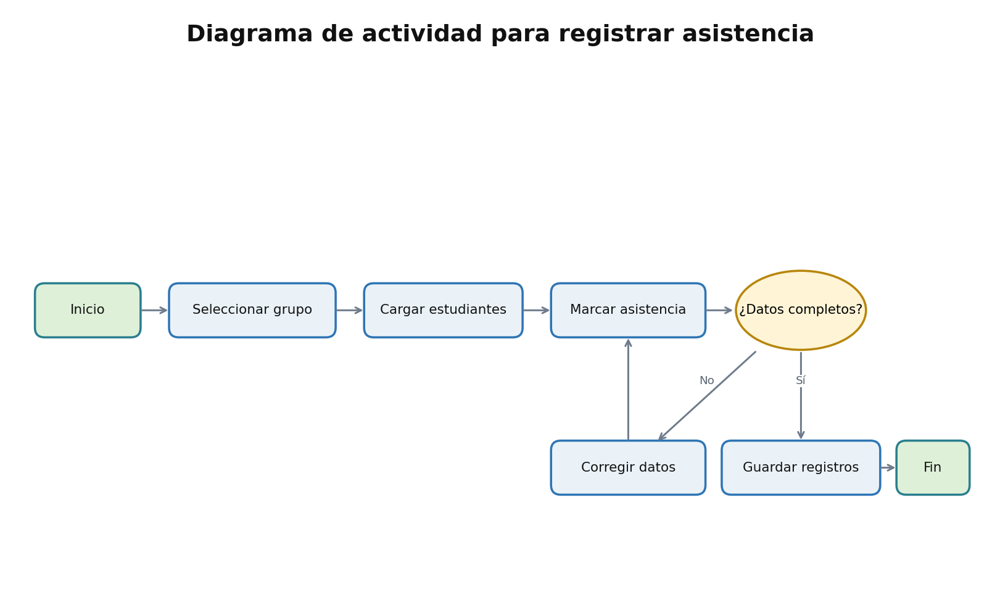 Diagrama de actividad para registrar asistencia
Inicio
Seleccionar grupo
Cargar estudiantes
Marcar asistencia
¿Datos completos?
No
Sí
Corregir datos
Guardar registros
Fin